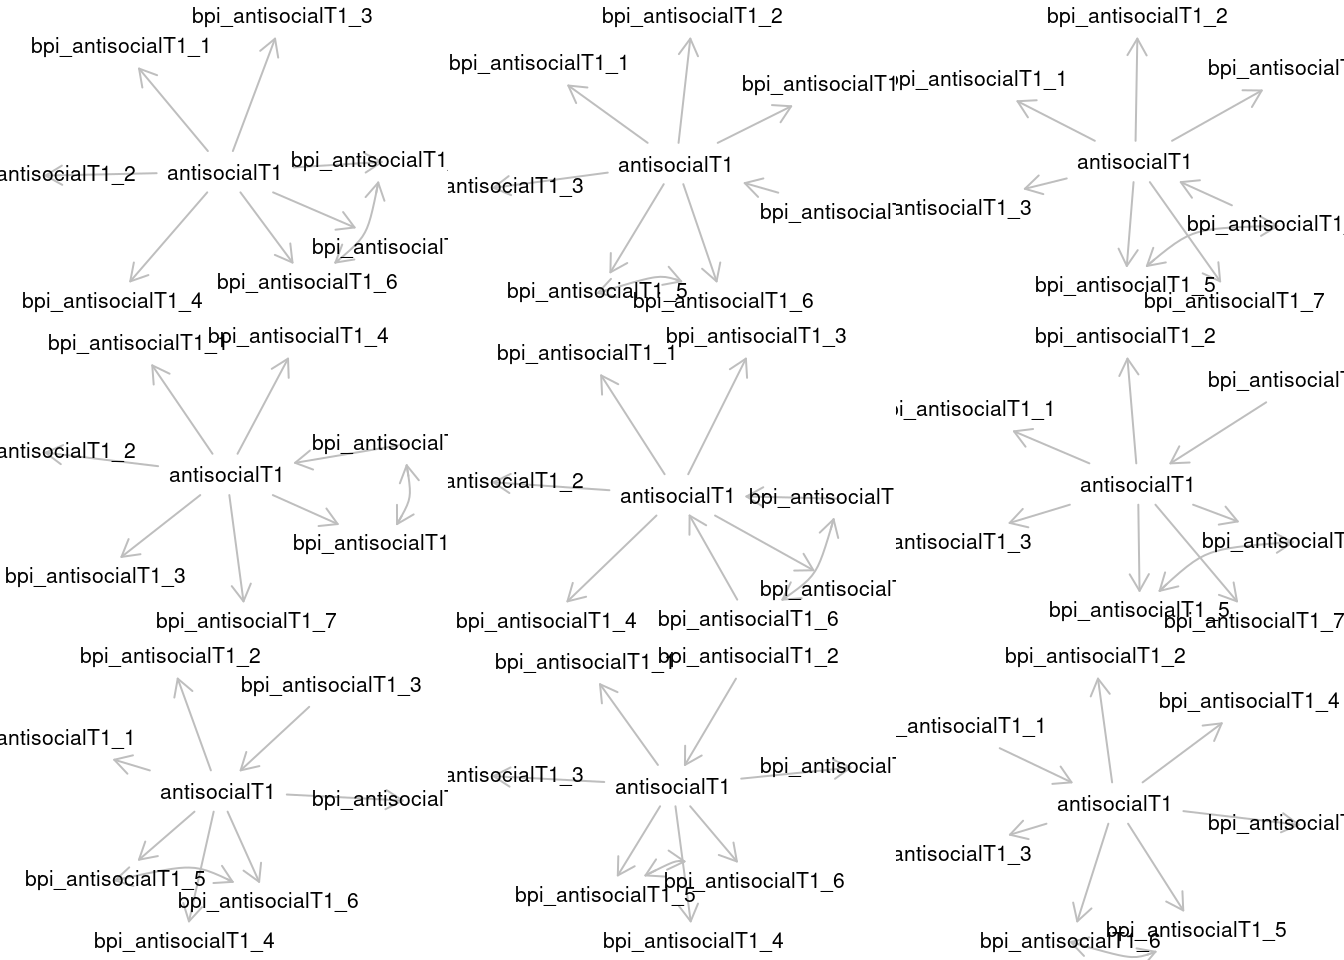 bpi_antisocialT1_3
bpi_antisocialT1_1
bpi_antisocialT1
antisocialT1_2
antisocialT1
bpi_antisocialT
bpi_antisocialT1_6
bpi_antisocialT1_4
bpi_antisocialT1_2
bpi_antisocialT1_1
bpi_antisocialT1
antisocialT1
antisocialT1_3
bpi_antisocial
bpi_antisocialT1_5
bpi_antisocialT1_6
bpi_antisocialT1_2
bpi_antisocialT
bpi_antisocialT1_1
antisocialT1
antisocialT1_3
bpi_antisocialT1
bpi_antisocialT1_5
bpi_antisocialT1_7
bpi_antisocialT1_4
bpi_antisocialT1_1
bpi_antisocialT
antisocialT1_2
antisocialT1
bpi_antisocialT1
bpi_antisocialT1_3
bpi_antisocialT1_7
bpi_antisocialT1_3
bpi_antisocialT1_1
antisocialT1_2
antisocialT1
bpi_antisocialT
bpi_antisocialT
bpi_antisocialT1_4
bpi_antisocialT1_6
bpi_antisocialT1_2
bpi_antisocialT
pi_antisocialT1_1
antisocialT1
antisocialT1_3
bpi_antisocialT
bpi_antisocialT1_5
bpi_antisocialT1_7
bpi_antisocialT1_2
bpi_antisocialT1_3
antisocialT1_1
antisocialT1
bpi_antisocialT
bpi_antisocialT1_5
bpi_antisocialT1_6
bpi_antisocialT1_4
bpi_antisocialT1_2
bpi_antisocialT1_1
bpi_antisocialT
antisocialT1_3
antisocialT1
bpi_antisocialT1_6
bpi_antisocialT1_5
bpi_antisocialT1_4
bpi_antisocialT1_2
bpi_antisocialT1_4
_antisocialT1_1
antisocialT1
bpi_antisocialT
antisocialT1_3
bpi_antisocialT1_5
bpi_antisocialT1_6